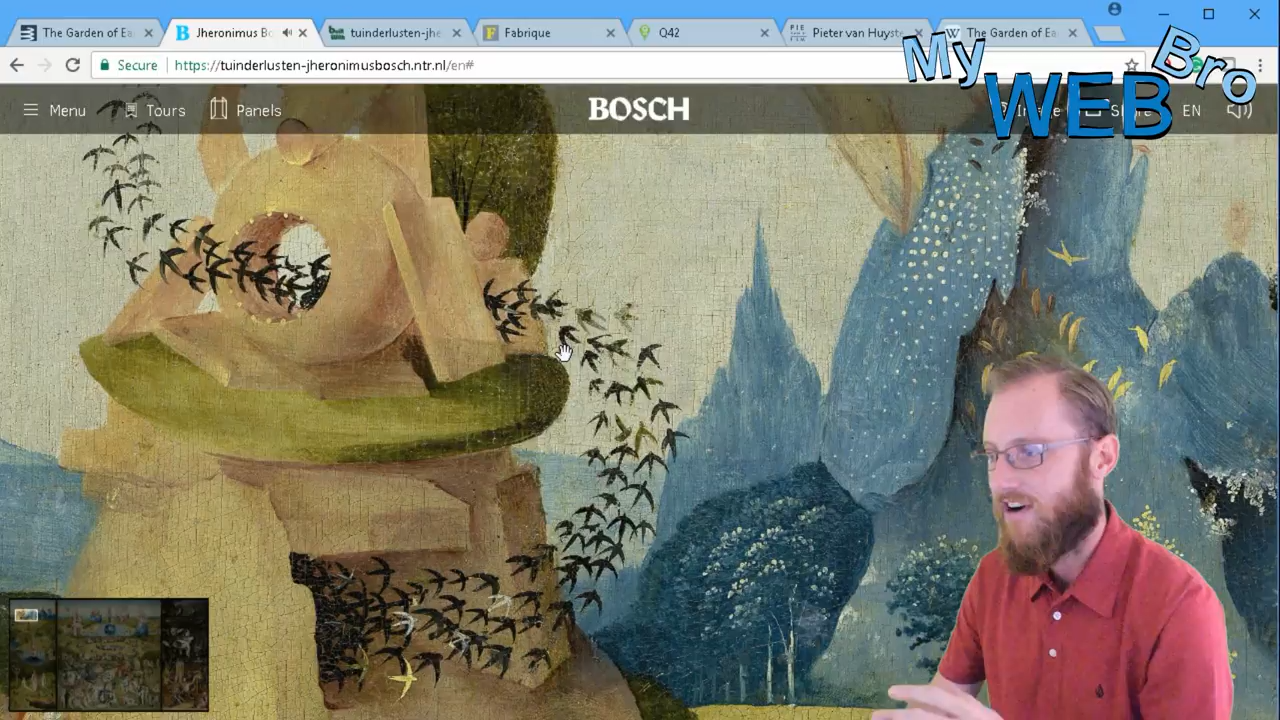 The Garden of Ea
Jheronimus Bo
tuinderlusten-jhe
Fabrique
Q42
Pieter van Huyste
The Garden of Ea
Secure
https://tuinderlusten-jheronimusbosch.ntr.nl/en#
My WEB Bro
Menu
Tours
Panels
BOSCH
EN